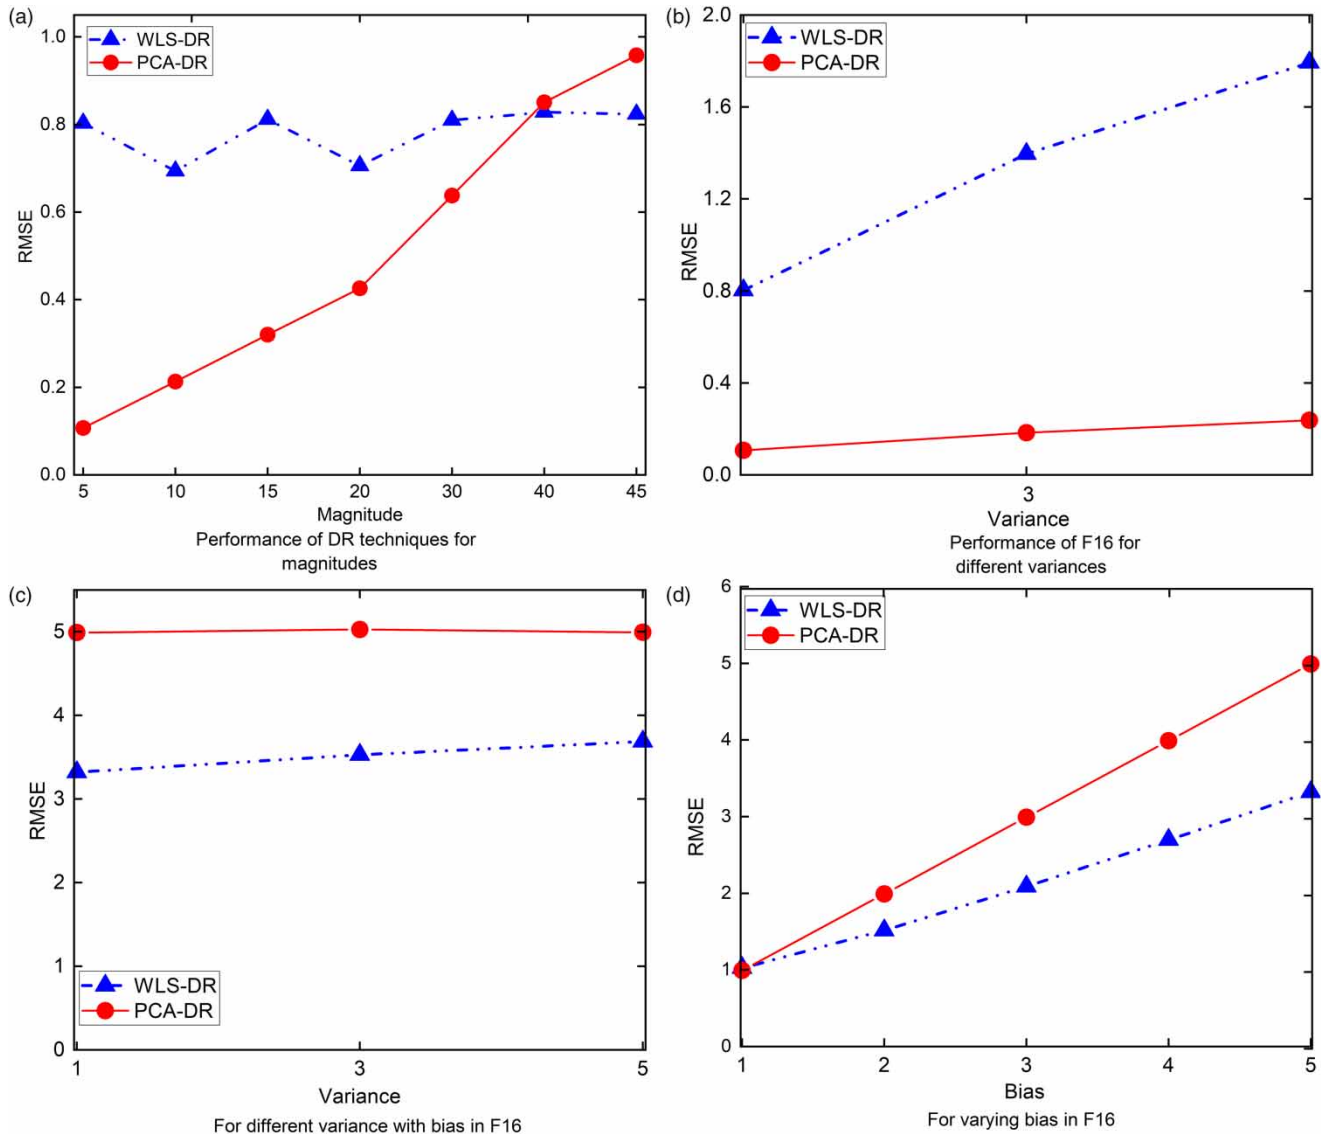 (a)
WLS-DR
PCA-DR
1.0
0.8
0.6
0.4
0.2
0.0
RMSE
5 10 15 20 30 40 45
Magnitude
Performance of DR techniques for
magnitudes
(b)
WLS-DR
PCA-DR
2.0
1.6
1.2
0.8
0.4
0.0
RMSE
3
Variance
Performance of F16 for
different variances
(c)
5
4
3
2
1
0
RMSE
WLS-DR
PCA-DR
1 3 5
Variance
For different variance with bias in F16
(d)
WLS-DR
PCA-DR
6
5
4
3
2
1
0
RMSE
1 2 3 4 5
Bias
For varying bias in F16